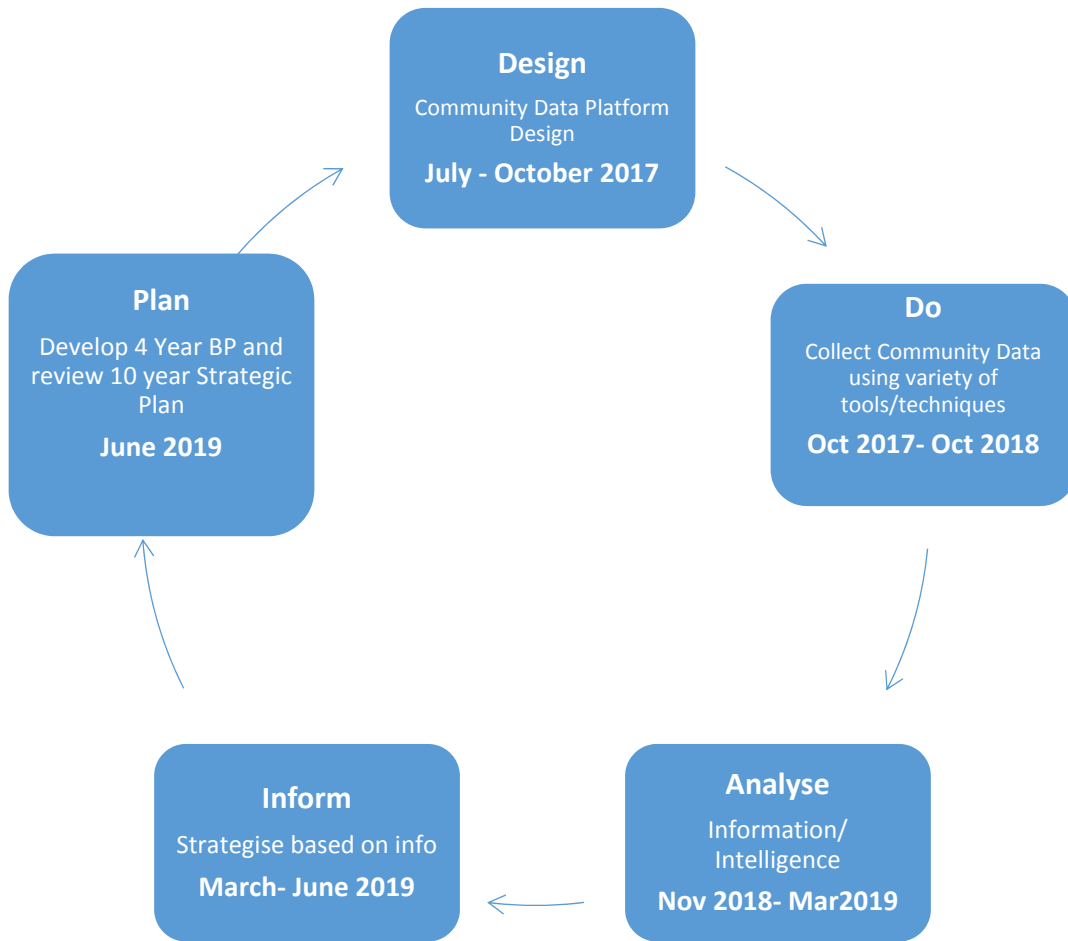 Design
Community Data Platform
Design
July - October 2017
Do
Collect Community Data
using variety of
tools/techniques
Oct 2017- Oct 2018
Analyse
Information/
Intelligence
Nov 2018- Mar2019
Inform
Strategise based on info
March- June 2019
Plan
Develop 4 Year BP and
review 10 year Strategic
Plan
June 2019